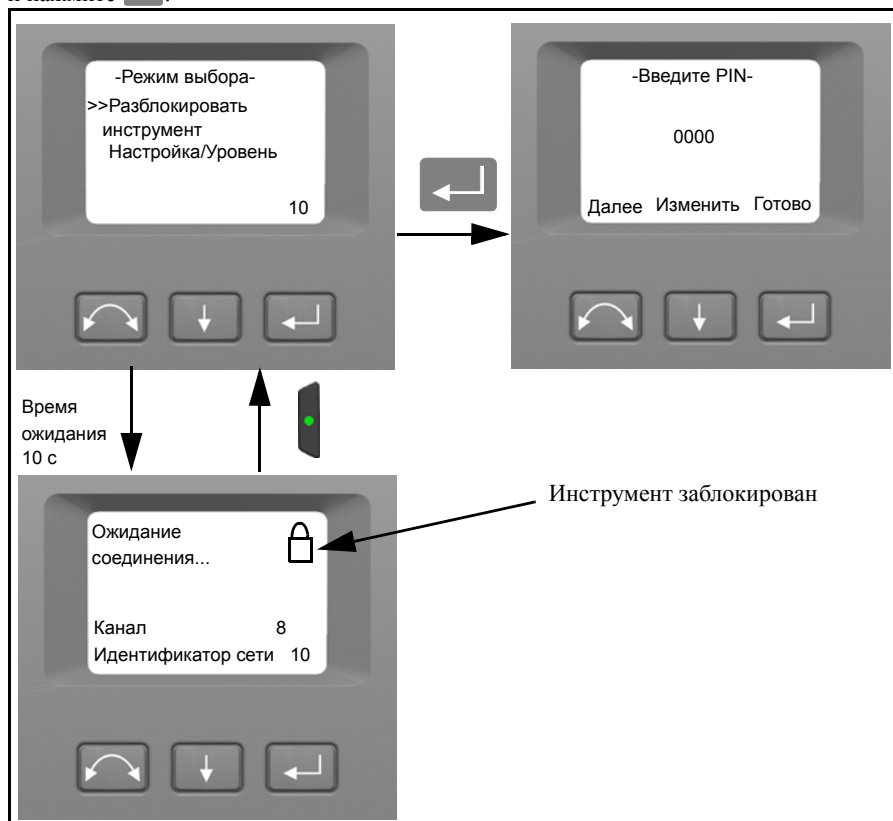 и нажмите .
-Режим выбора-
>>Разблокировать
инструмент
Настройка/Уровень
10
-Введите PIN-
0000
Далее Изменить Готово
Время
ожидания
10 с
Инструмент заблокирован
Ожидание
соединения...
Канал 8
Идентификатор сети 10